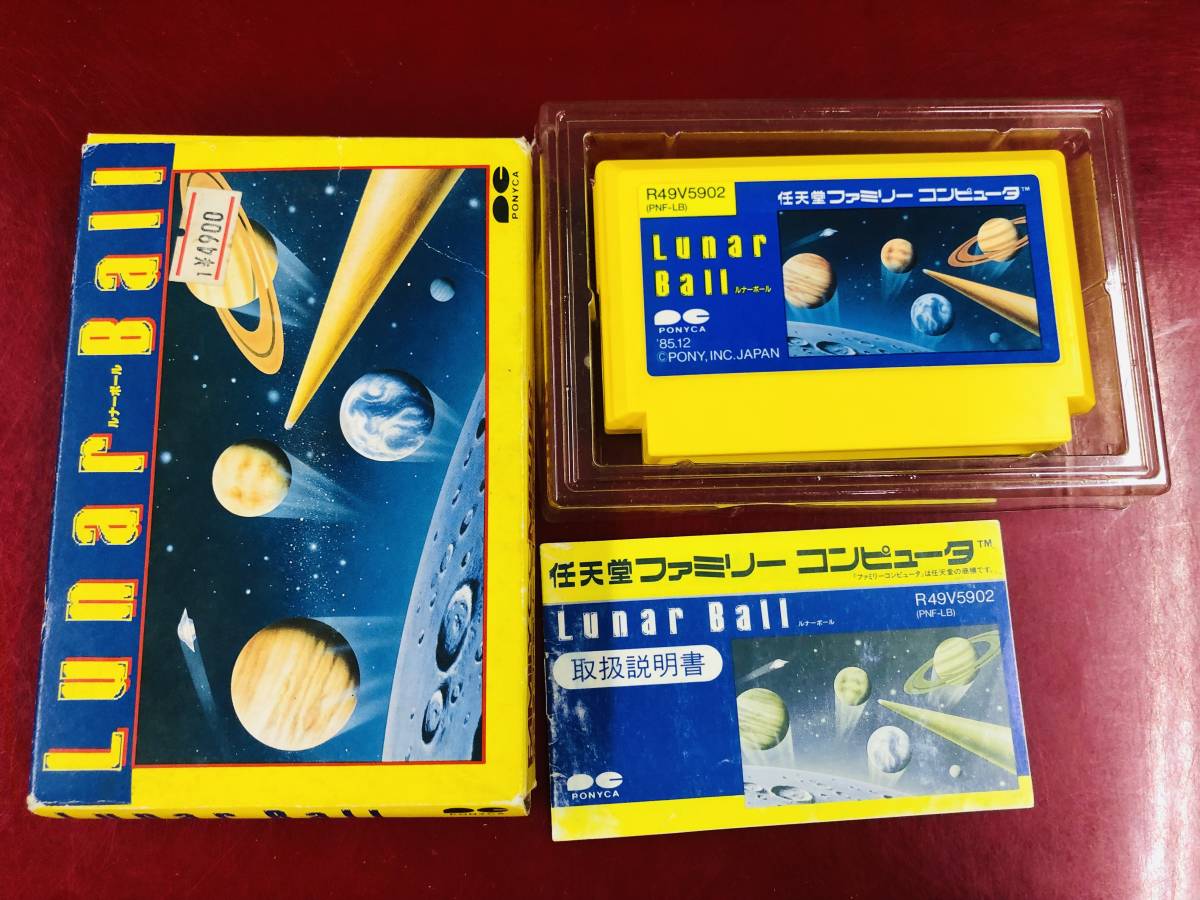 Lunar Ball
ルナーボール
1 ¥4900
PONYCA
Lunar Ball
PONYCA
R49V5902
(PNF-LB)
任天堂ファミリー コンピュータ™
Lunar
Ball ルナーボール
PONYCA
'85.12
©PONY, INC. JAPAN
任天堂ファミリー コンピュータ™
「ファミリーコンピュータ」は任天堂の商標です。
Lunar Ball ルナーボール
R49V5902
(PNF-LB)
取扱説明書
PONYCA